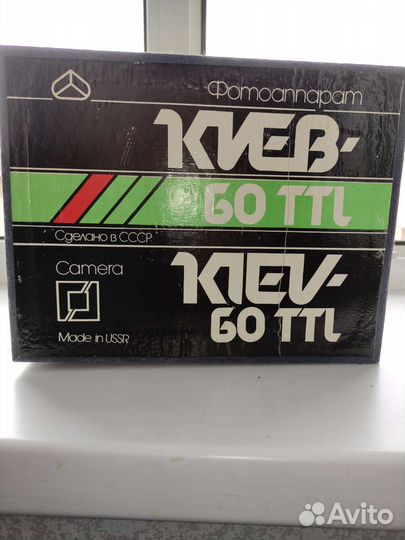 Фотоаппарат
КИЕВ-
60 TTL
Сделано в СССР
Camera
KIEV-
60 TTL
Made in USSR
Avito